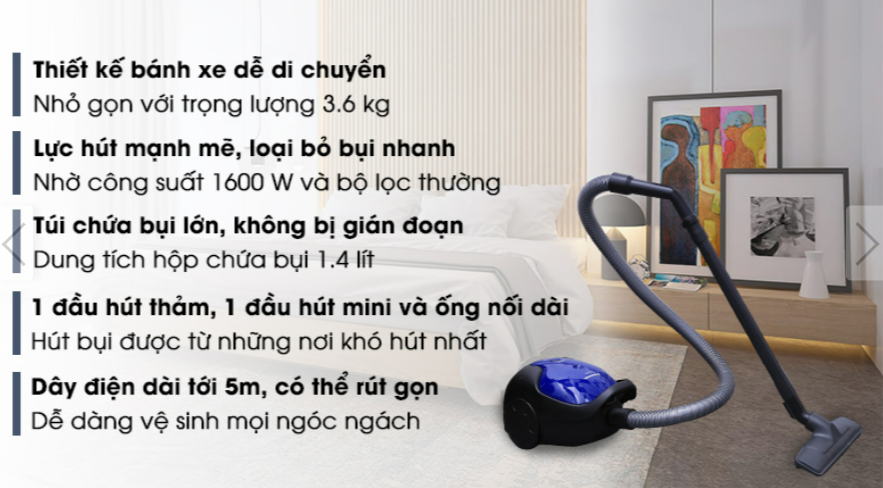 Thiết kế bánh xe dễ di chuyển
Nhỏ gọn với trọng lượng 3.6 kg
Lực hút mạnh mẽ, loại bỏ bụi nhanh
Nhờ công suất 1600 W và bộ lọc thường
Túi chứa bụi lớn, không bị gián đoạn
Dung tích hộp chứa bụi 1.4 lít
1 đầu hút thảm, 1 đầu hút mini và ống nối dài
Hút bụi được từ những nơi khó hút nhất
Dây điện dài tới 5m, có thể rút gọn
Dễ dàng vệ sinh mọi ngóc ngách